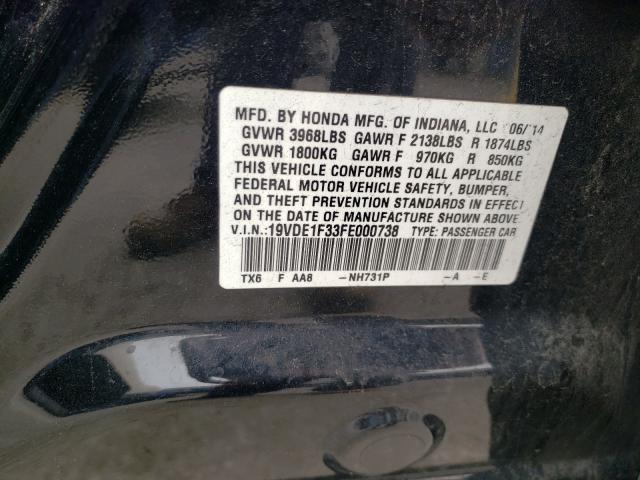 MFD. BY HONDA MFG. OF INDIANA, LLC 06/14
GVWR 3968LBS GAWR F 2138LBS R 1874LBS
GVWR 1800KG GAWR F 970KG R 850KG
THIS VEHICLE CONFORMS TO ALL APPLICABLE
FEDERAL MOTOR VEHICLE SAFETY, BUMPER,
AND THEFT PREVENTION STANDARDS IN EFFECT
ON THE DATE OF MANUFACTURE SHOWN ABOVE.
V.I.N.:19VDE1F33FE000738 TYPE: PASSENGER CAR
TX6 F AA8 -NH731P -A -E